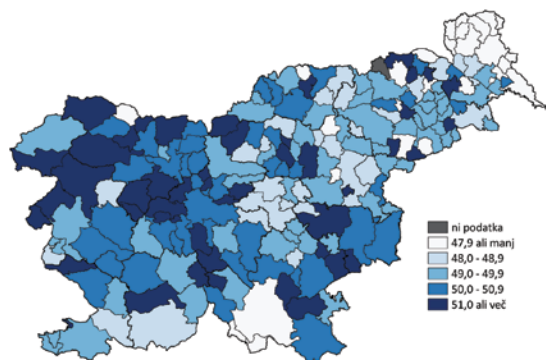 ni podatka
47,9 ali manj
48,0 - 48,9
49,0 - 49,9
50,0 - 50,9
51,0 ali več